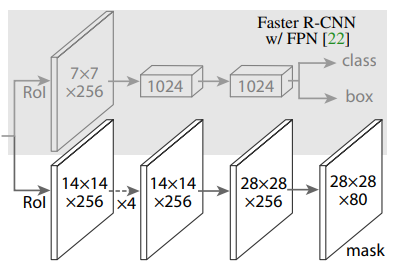 Faster R-CNN
w/ FPN [22]
RoI
7×7
×256
1024
1024
class
box
RoI
14×14
×256
×4
14×14
×256
28×28
×256
28×28
×80
mask